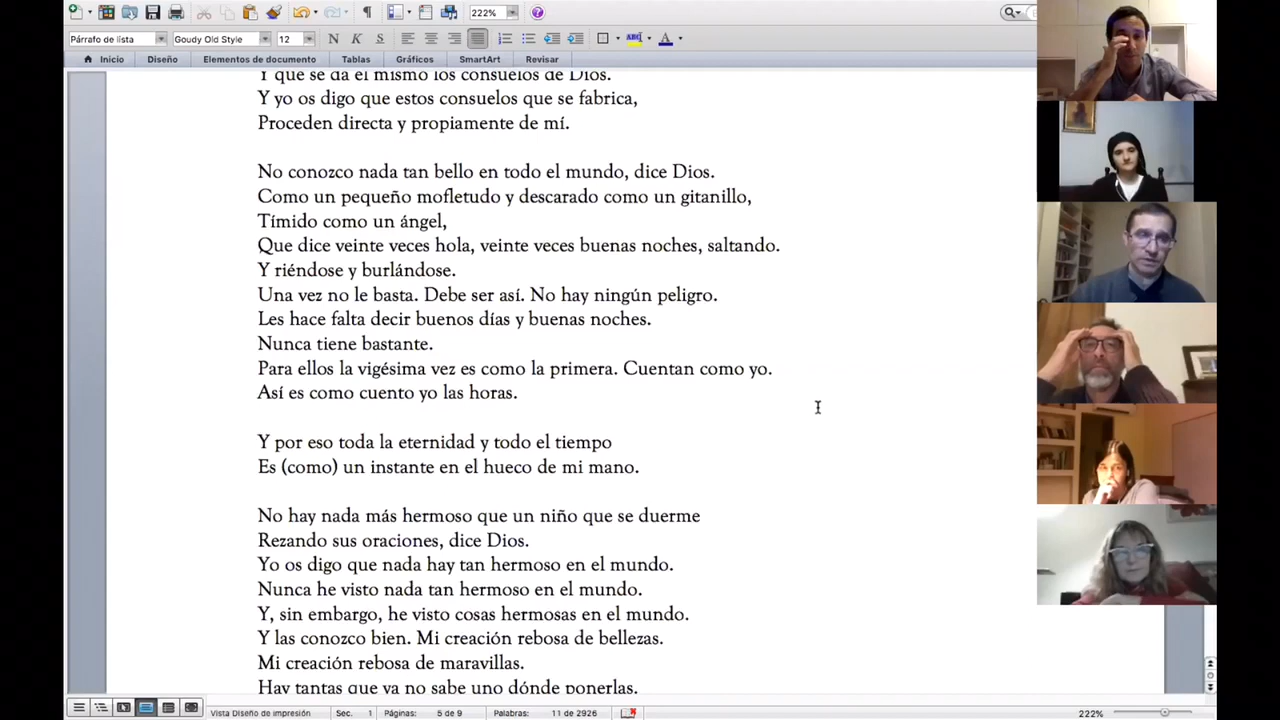 222%
Párrafo de lista
Goudy Old Style
12
N K S
ABC
A
Inicio
Diseño
Elementos de documento
Tablas
Gráficos
SmartArt
Revisar
Y que se da él mismo los consuelos de Dios.
Y yo os digo que estos consuelos que se fabrica,
Proceden directa y propiamente de mí.
No conozco nada tan bello en todo el mundo, dice Dios.
Como un pequeño mofletudo y descarado como un gitanillo,
Tímido como un ángel,
Que dice veinte veces hola, veinte veces buenas noches, saltando.
Y riéndose y burlándose.
Una vez no le basta. Debe ser así. No hay ningún peligro.
Les hace falta decir buenos días y buenas noches.
Nunca tiene bastante.
Para ellos la vigésima vez es como la primera. Cuentan como yo.
Así es como cuento yo las horas.
Y por eso toda la eternidad y todo el tiempo
Es (como) un instante en el hueco de mi mano.
No hay nada más hermoso que un niño que se duerme
Rezando sus oraciones, dice Dios.
Yo os digo que nada hay tan hermoso en el mundo.
Nunca he visto nada tan hermoso en el mundo.
Y, sin embargo, he visto cosas hermosas en el mundo.
Y las conozco bien. Mi creación rebosa de bellezas.
Mi creación rebosa de maravillas.
Hay tantas que ya no sabe uno dónde ponerlas.
Vista Diseño de impresión
Sec. 1
Páginas: 5 de 9
Palabras: 11 de 2926
222%